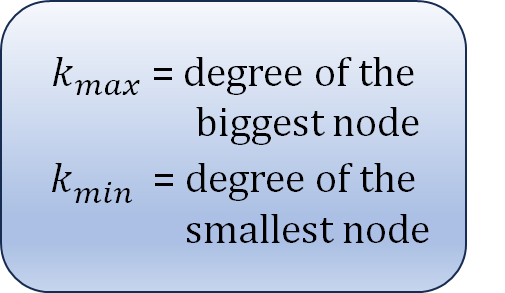 k_max = degree of the
biggest node
k_min = degree of the
smallest node